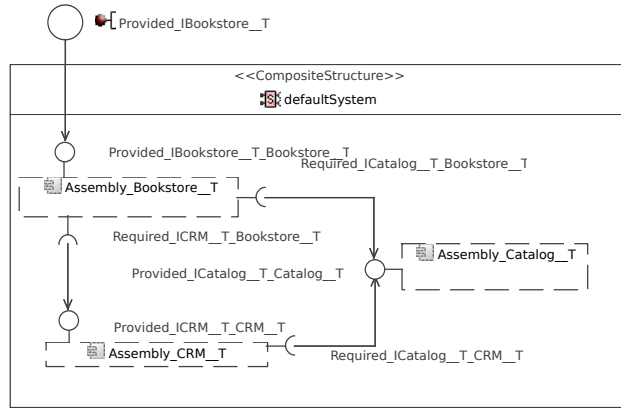 Provided_IBookstore__T
<<CompositeStructure>>
defaultSystem
Provided_IBookstore__T_Bookstore__T
Required_ICatalog__T_Bookstore__T
Assembly_Bookstore__T
Required_ICRM__T_Bookstore__T
Assembly_Catalog__T
Provided_ICatalog__T_Catalog__T
Provided_ICRM__T_CRM__T
Assembly_CRM__T
Required_ICatalog__T_CRM__T